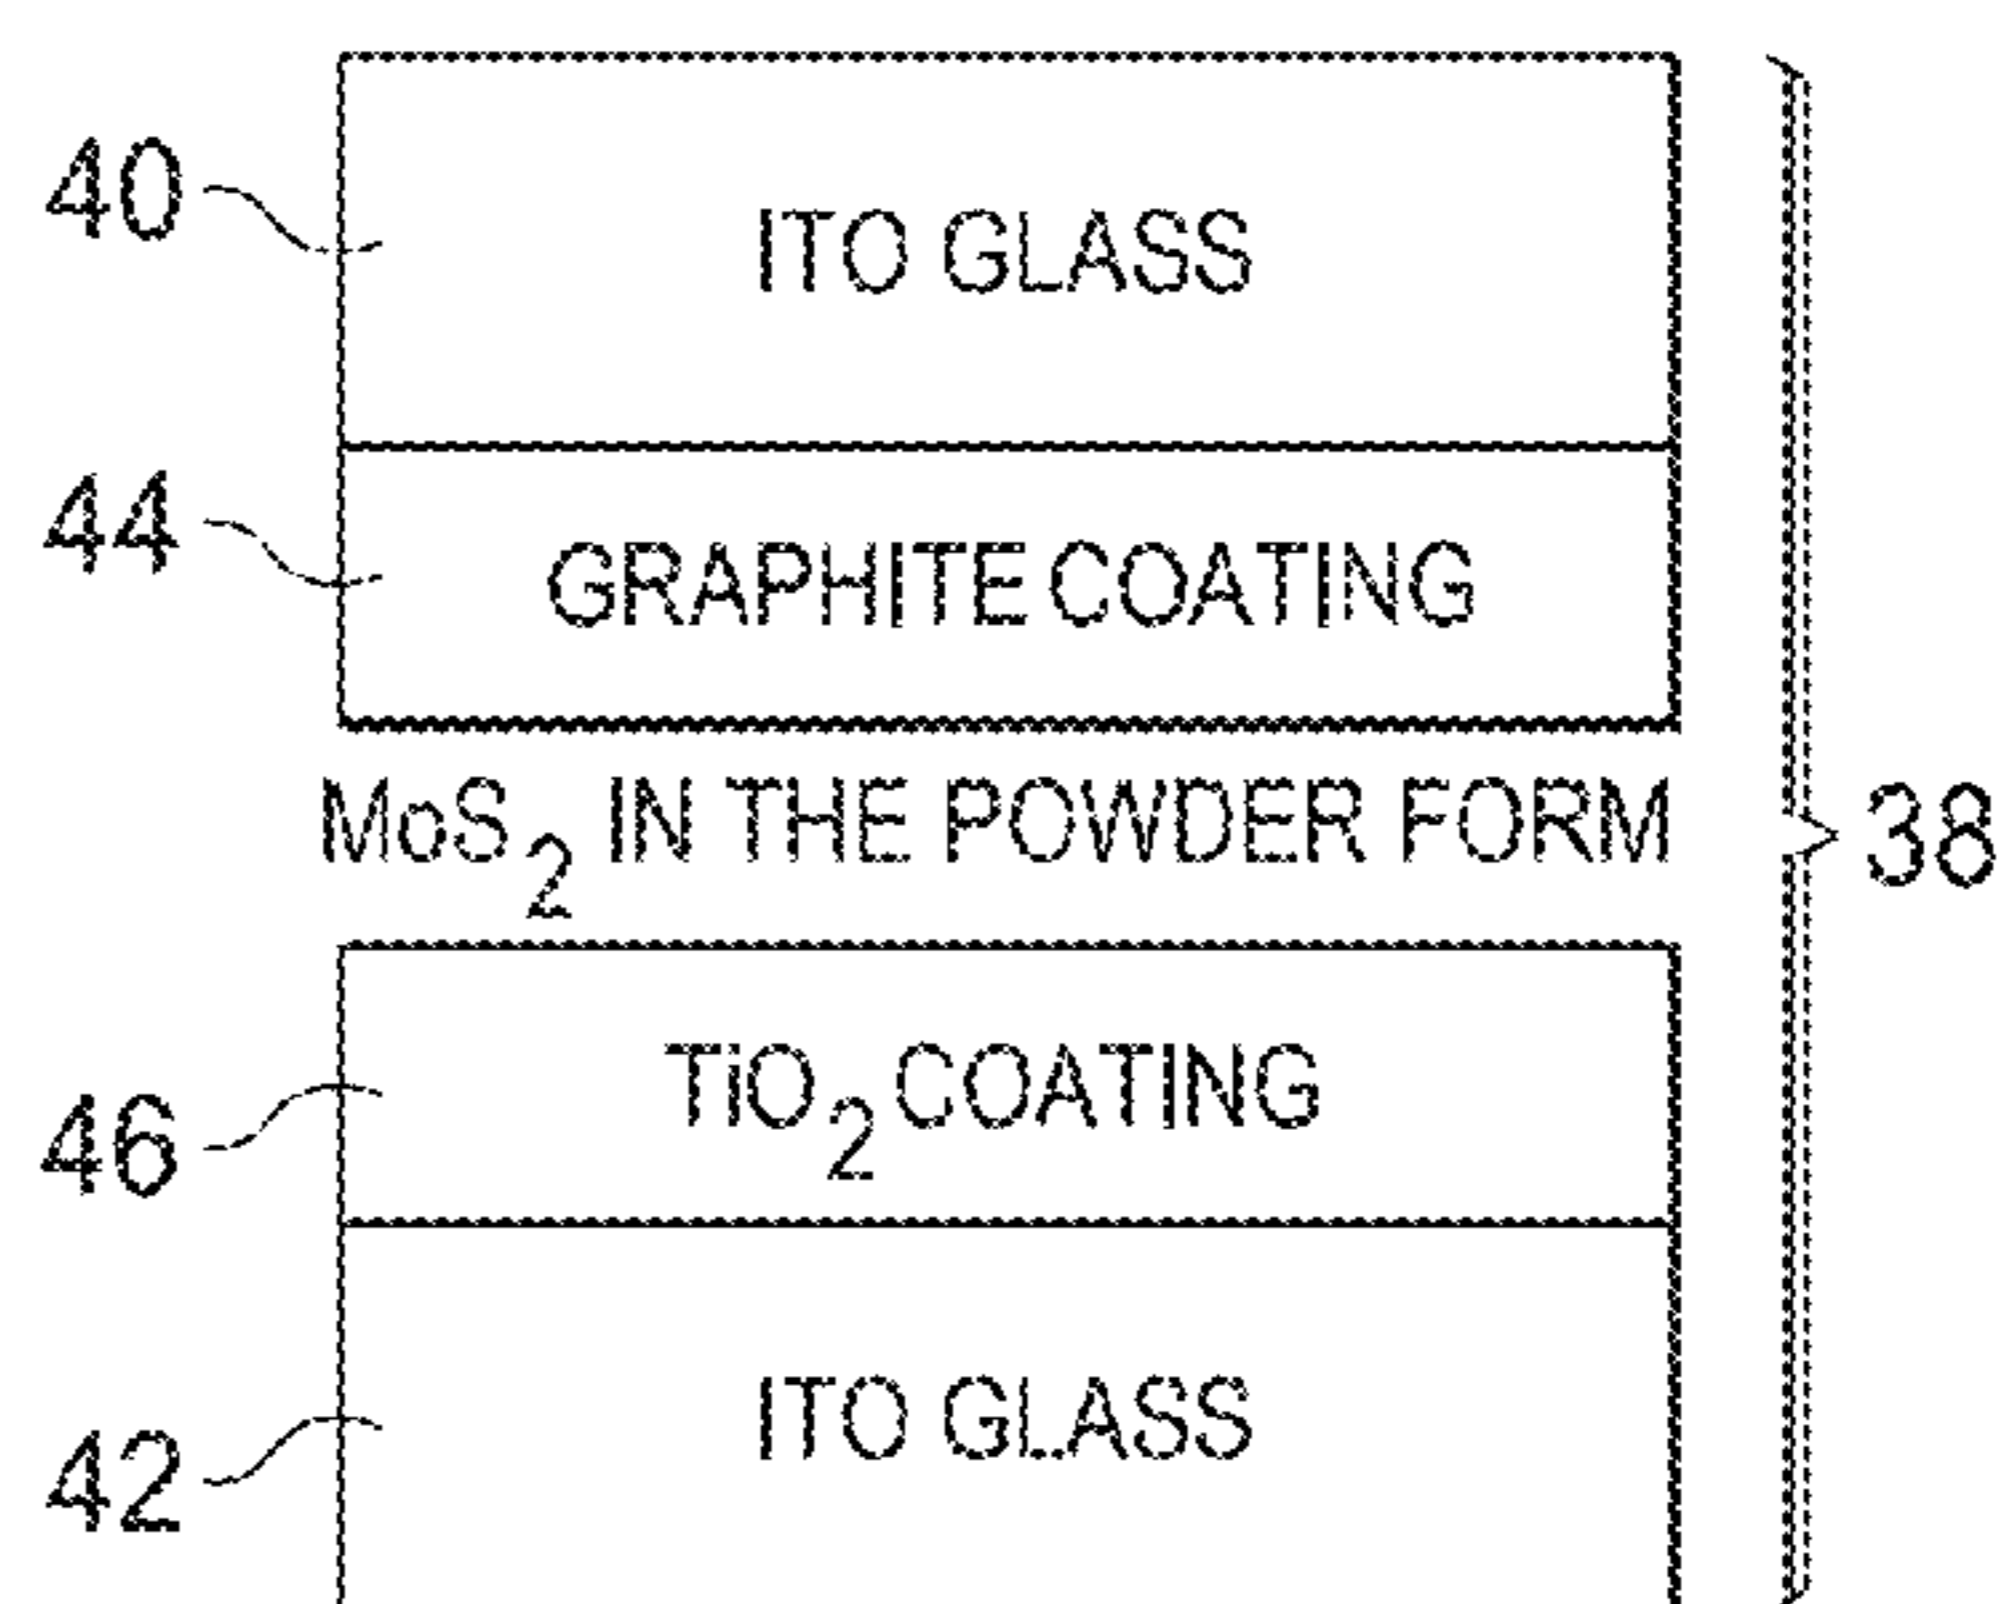 40
ITO GLASS
44
GRAPHITE COATING
MoS2 IN THE POWDER FORM
38
TiO2 COATING
46
ITO GLASS
42